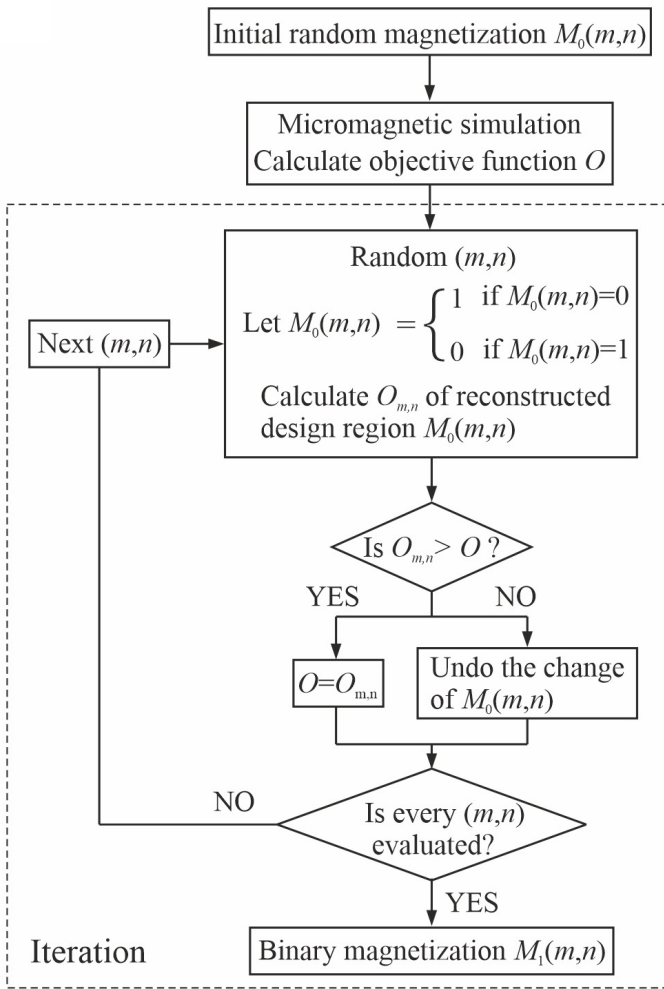 Initial random magnetization M₀(m,n)
Micromagnetic simulation
Calculate objective function O
Random (m,n)
Let M₀(m,n) = { 1 if M₀(m,n)=0
0 if M₀(m,n)=1
Next (m,n)
Calculate Oₘ,ₙ of reconstructed
design region M₀(m,n)
Is Oₘ,ₙ> O ?
YES
NO
O=Oₘ,ₙ
Undo the change
of M₀(m,n)
NO
Is every (m,n)
evaluated?
YES
Iteration
Binary magnetization M₁(m,n)